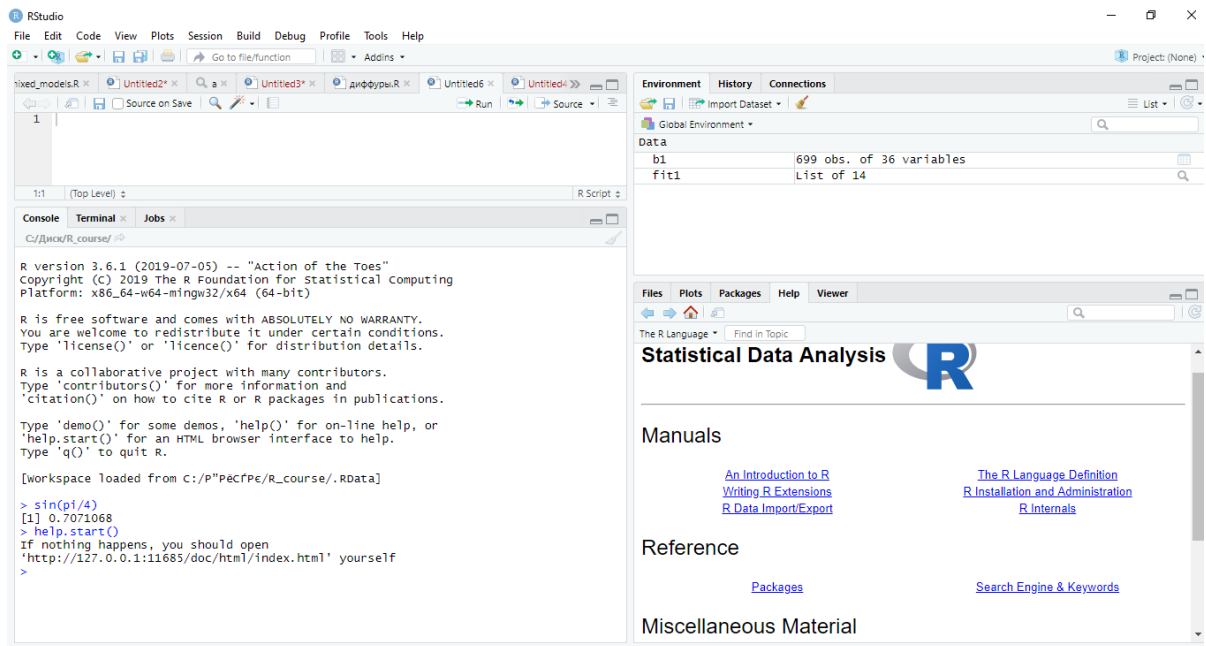 RStudio
File Edit Code View Plots Session Build Debug Profile Tools Help
Go to file/function Addins Project: (None)
nixed_models.R Untitled2* a Untitled3* диффуры.R Untitled6 Untitled4
Source on Save Run Source
1
1:1 (Top Level) R Script
Console Terminal Jobs
C:/Диск/R_course/
R version 3.6.1 (2019-07-05) -- "Action of the Toes"
Copyright (C) 2019 The R Foundation for Statistical Computing
Platform: x86_64-w64-mingw32/x64 (64-bit)
R is free software and comes with ABSOLUTELY NO WARRANTY.
You are welcome to redistribute it under certain conditions.
Type 'license()' or 'licence()' for distribution details.
R is a collaborative project with many contributors.
Type 'contributors()' for more information and
'citation()' on how to cite R or R packages in publications.
Type 'demo()' for some demos, 'help()' for on-line help, or
'help.start()' for an HTML browser interface to help.
Type 'q()' to quit R.
[Workspace loaded from C:/Р"РёСЃРє/R_course/.RData]
> sin(pi/4)
[1] 0.7071068
> help.start()
If nothing happens, you should open
‘http://127.0.0.1:11685/doc/html/index.html’ yourself
>
Environment History Connections
Import Dataset List
Global Environment
Data
b1 699 obs. of 36 variables
fit1 List of 14
Files Plots Packages Help Viewer
The R Language Find in Topic
Statistical Data Analysis R
Manuals
An Introduction to R The R Language Definition
Writing R Extensions R Installation and Administration
R Data Import/Export R Internals
Reference
Packages Search Engine & Keywords
Miscellaneous Material